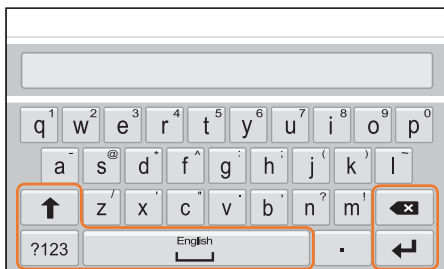 q 1 w 2 e 3 r 4 t 5 y 6 u 7 i 8 o 9 p 0
a - s @ d * f ^ g : h ; j ( k ) l ~
z / x ' c " v . b , n ? m !
?123 English .